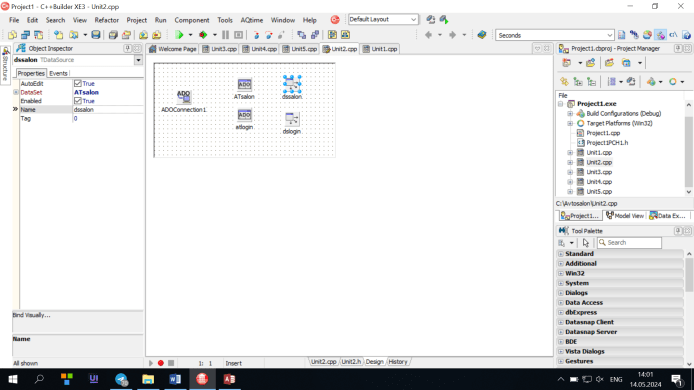 Project1 - C++Builder XE3 - Unit2.cpp
File Edit Search View Refactor Project Run Component Tools AQtime Window Help
Default Layout
Seconds
Object Inspector
dssalon TDataSource
Properties Events
AutoEdit True
DataSet ATsalon
Enabled True
Name dssalon
Tag 0
Bind Visually...
Name
All shown
Structure
Welcome Page Unit3.cpp Unit4.cpp Unit5.cpp Unit2.cpp Unit1.cpp
ADO
ADOConnection1
ADO
ATsalon
dssalon
ADO
atlogin
dslogin
1: 1 Insert
Unit2.cpp Unit2.h Design History
Project1.cbproj - Project Manager
File
Project1.exe
Build Configurations (Debug)
Target Platforms (Win32)
Project1.cpp
Project1PCH1.h
Unit1.cpp
Unit2.cpp
Unit3.cpp
Unit4.cpp
Unit5.cpp
C:\Avtosalon\Unit2.cpp
Project1... Model View Data Ex...
Tool Palette
Search
Standard
Additional
Win32
System
Dialogs
Data Access
dbExpress
Datasnap Client
Datasnap Server
BDE
Vista Dialogs
Gestures
UI
ENG
14:01
14.05.2024